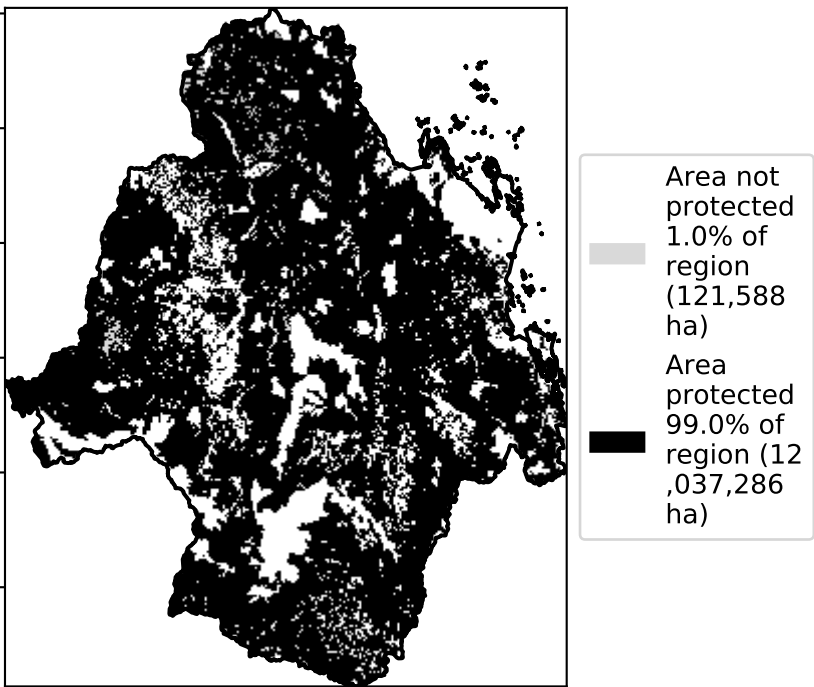 Area not
protected
1.0% of
region
(121,588
ha)
Area
protected
99.0% of
region (12
,037,286
ha)